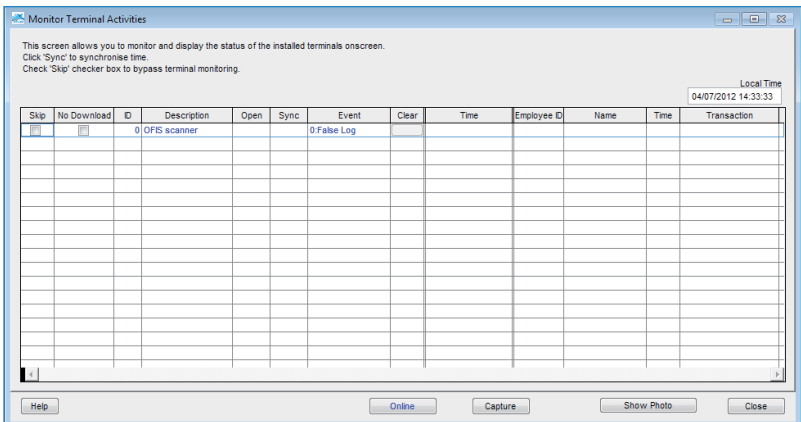 Monitor Terminal Activities
This screen allows you to monitor and display the status of the installed terminals onscreen.
Click 'Sync' to synchronise time.
Check 'Skip' checker box to bypass terminal monitoring.
Local Time
04/07/2012 14:33:33
Skip No Download ID Description Open Sync Event Clear Time Employee ID Name Time Transaction
0 OFIS scanner 0:False Log
Help Online Capture Show Photo Close